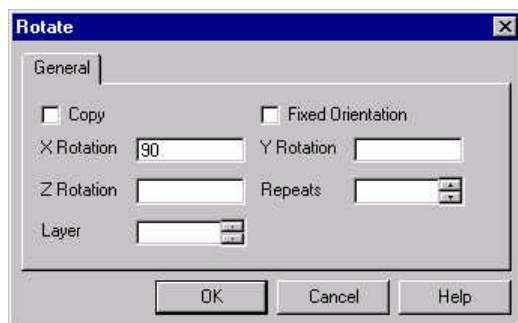 Rotate
General
Copy Fixed Orientation
X Rotation 90 Y Rotation
Z Rotation Repeats
Layer
OK Cancel Help